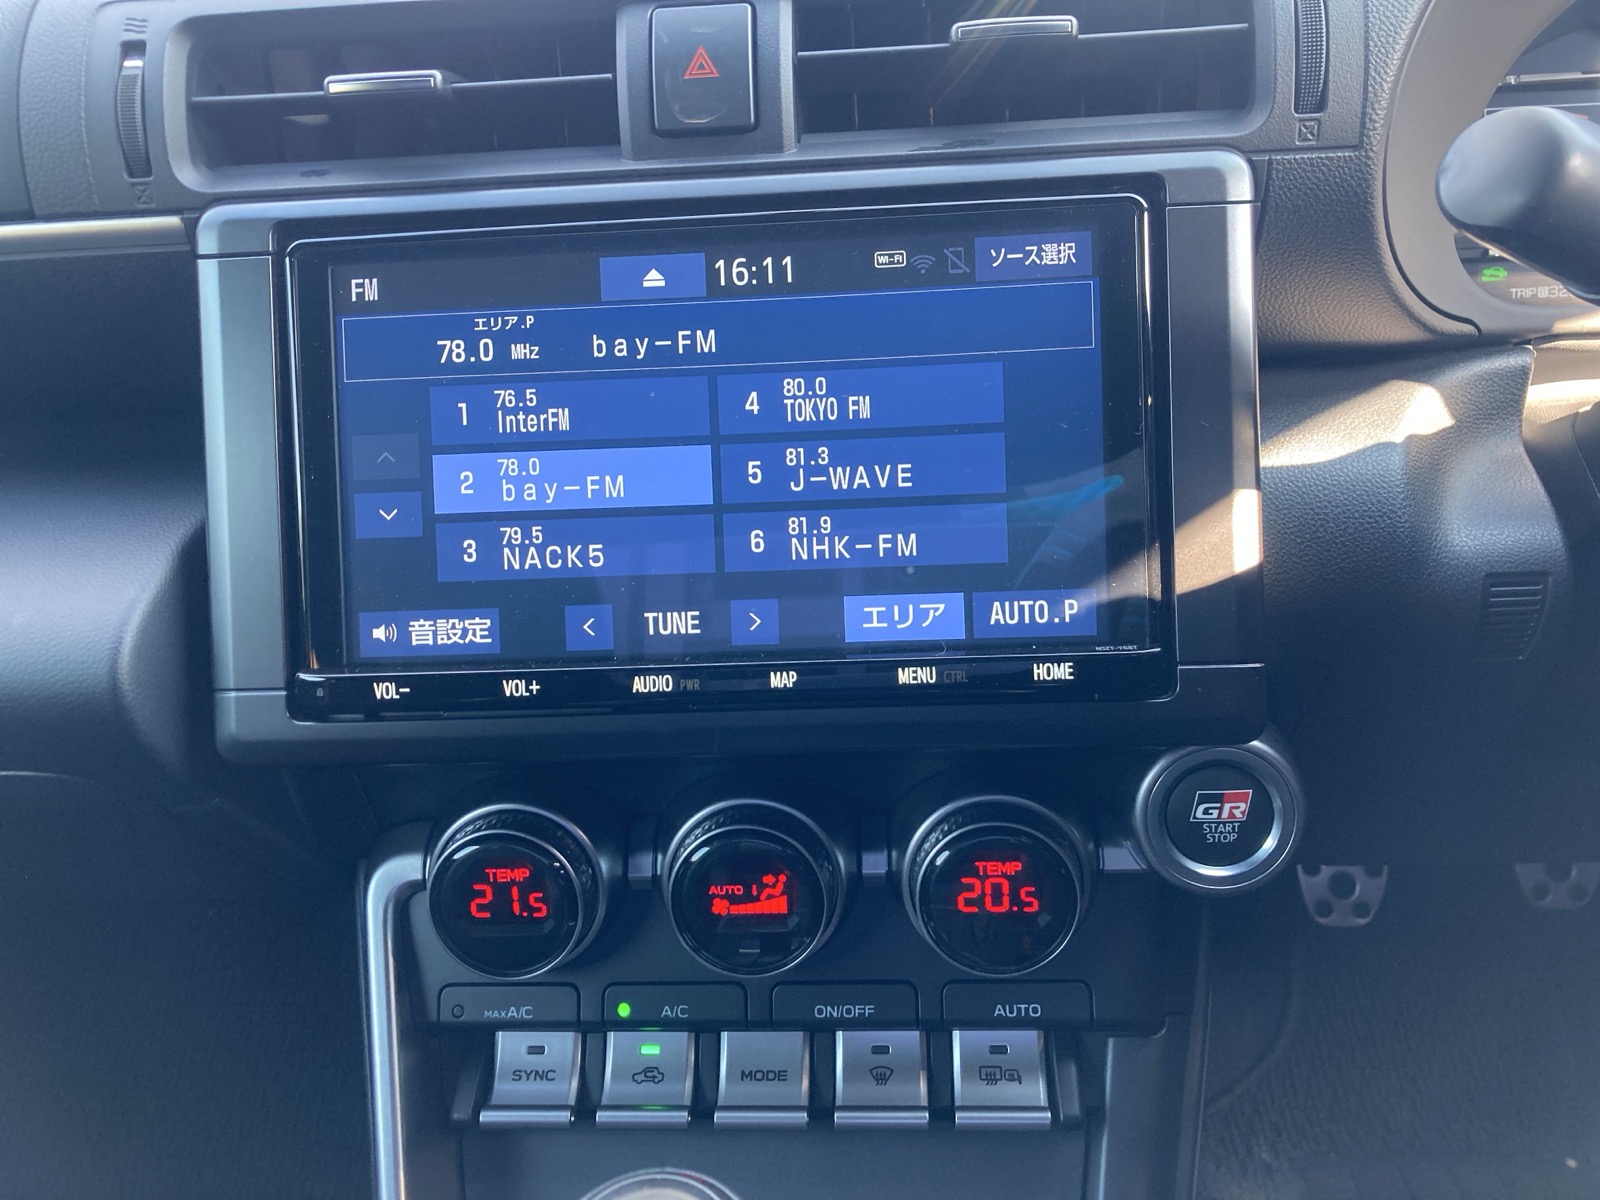 FM
16:11
Wi-Fi
ソース選択
エリア.P
78.0 MHz bay-FM
1 76.5
InterFM
2 78.0
bay-FM
3 79.5
NACK5
4 80.0
TOKYO FM
5 81.3
J-WAVE
6 81.9
NHK-FM
音設定
< TUNE >
エリア
AUTO.P
VOL-
VOL+
AUDIO PWR
MAP
MENU CTRL
HOME
GR
START
STOP
TEMP
21.5
AUTO
TEMP
20.5
MAX A/C
A/C
ON/OFF
AUTO
SYNC
MODE
TRIP B